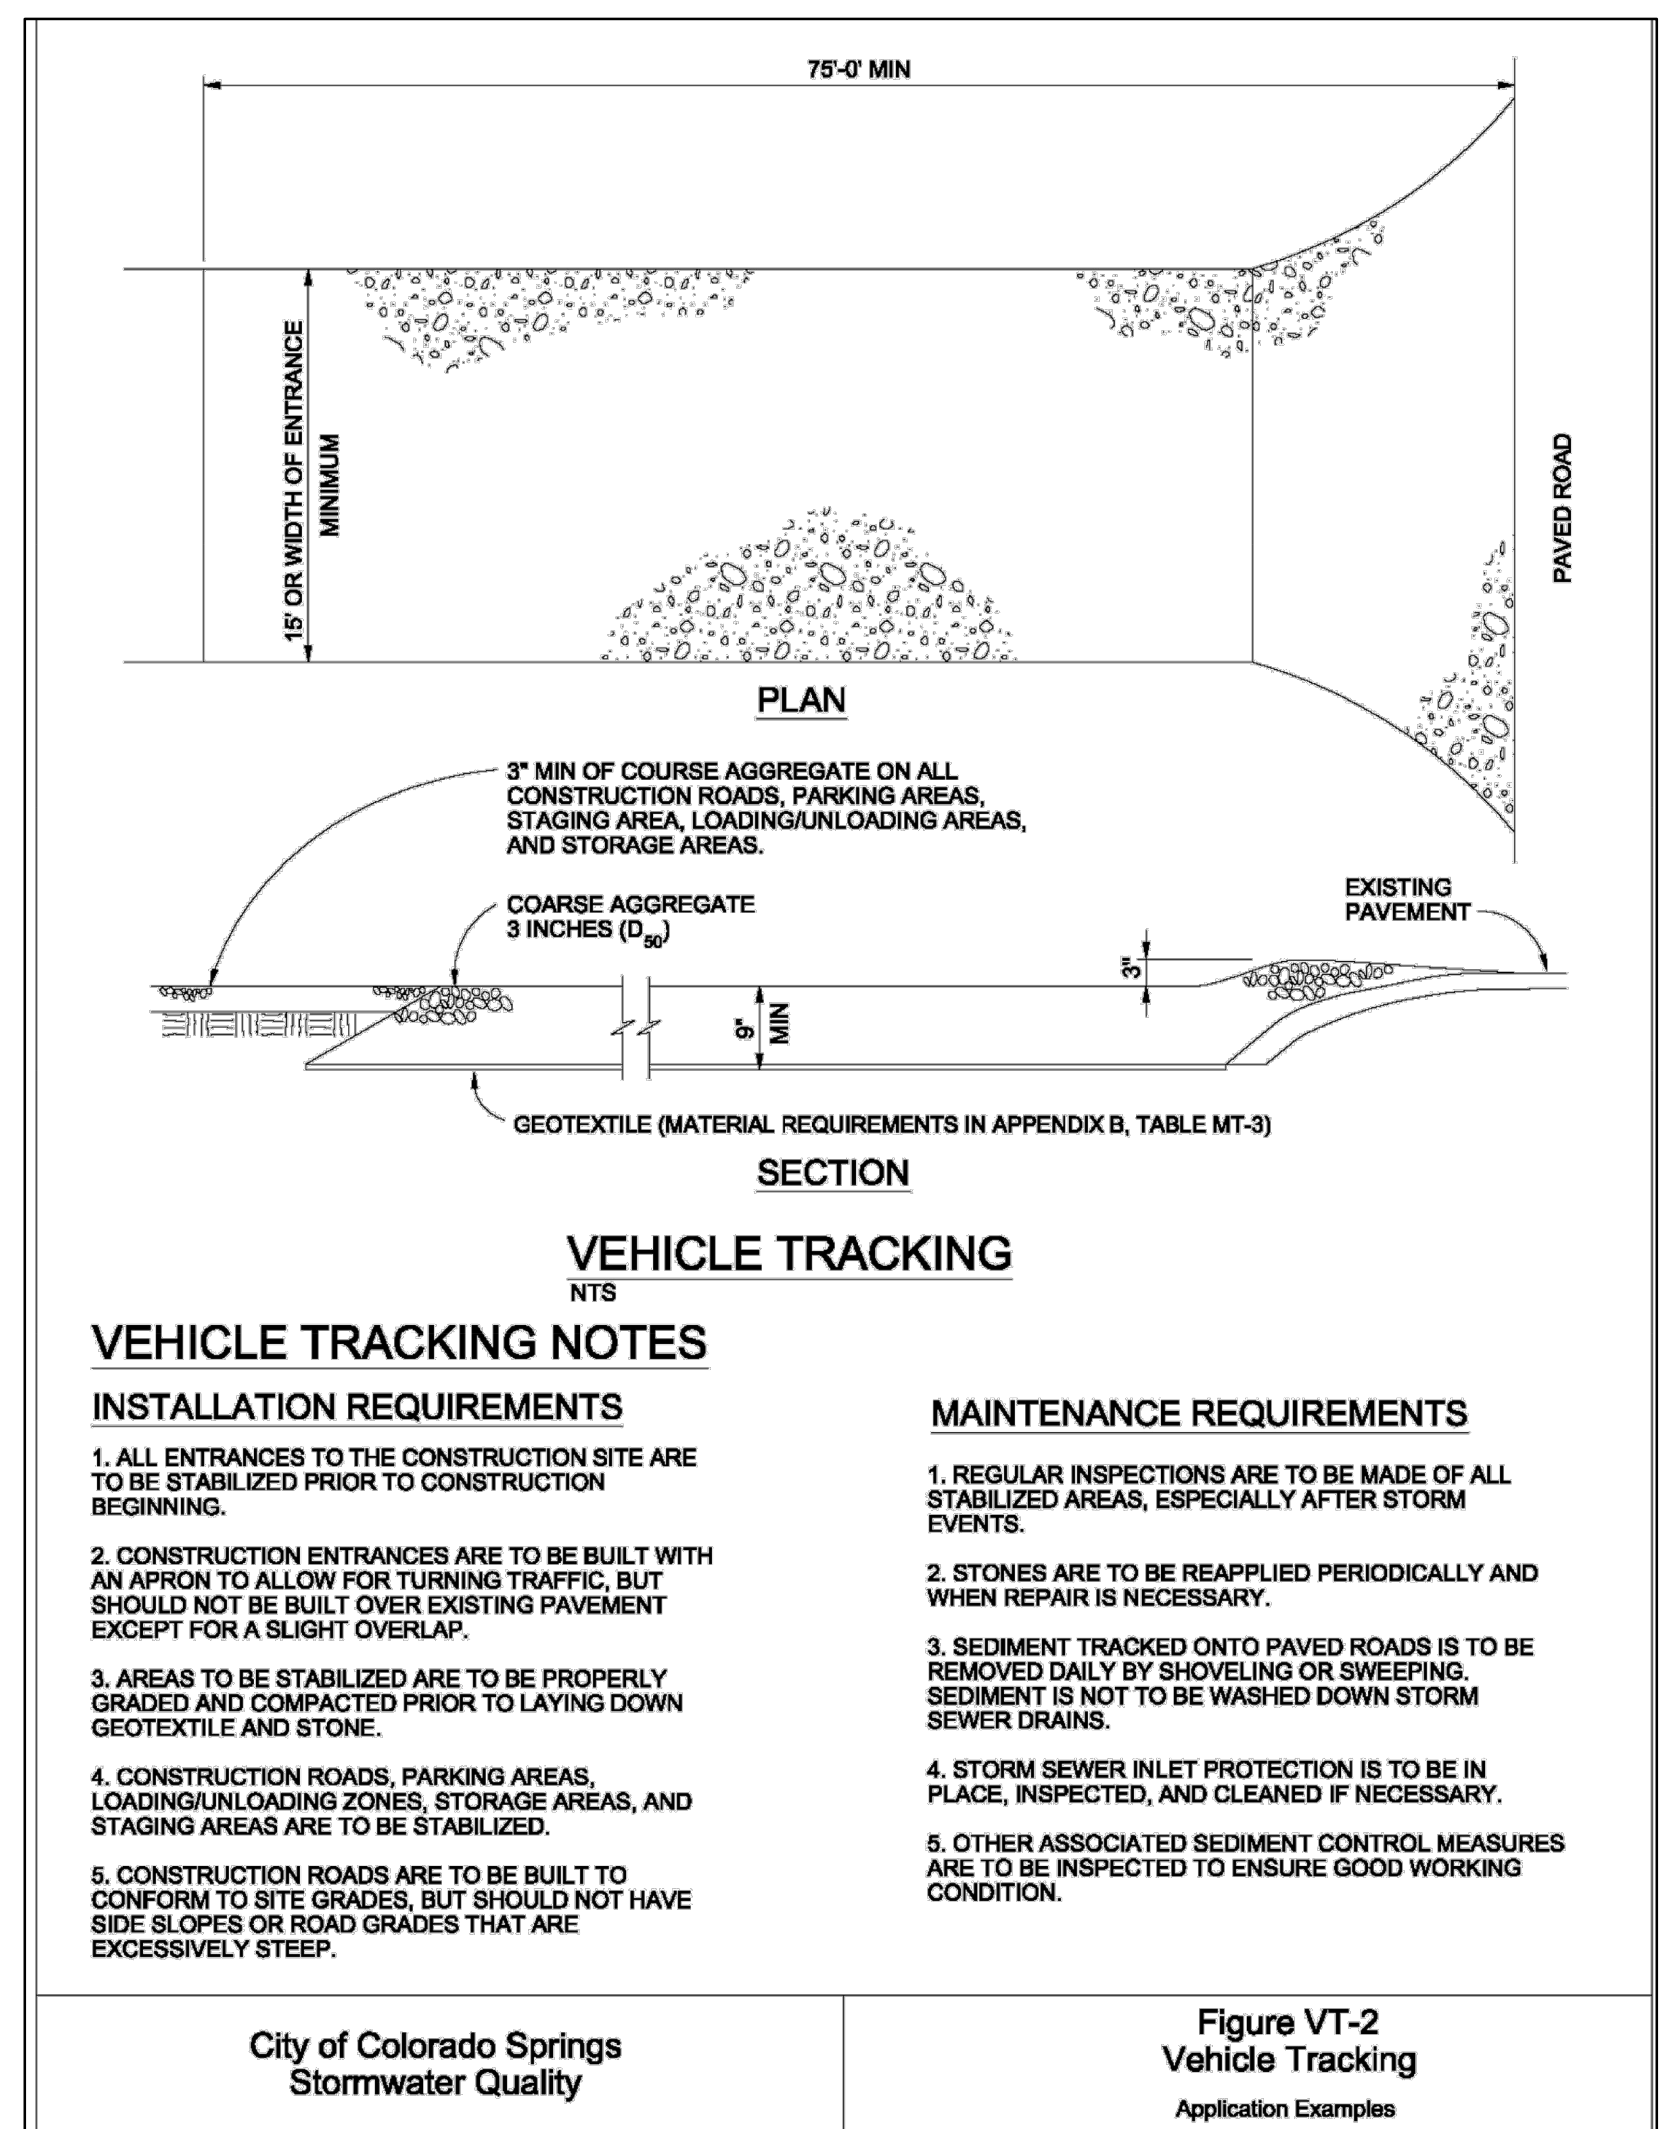 75'-0' MIN
15' OR WIDTH OF ENTRANCE
MINIMUM
PAVED ROAD
PLAN
3" MIN OF COURSE AGGREGATE ON ALL
CONSTRUCTION ROADS, PARKING AREAS,
STAGING AREA, LOADING/UNLOADING AREAS,
AND STORAGE AREAS.
COARSE AGGREGATE
3 INCHES (D50)
EXISTING
PAVEMENT
3"
9"
MIN
GEOTEXTILE (MATERIAL REQUIREMENTS IN APPENDIX B, TABLE MT-3)
SECTION
VEHICLE TRACKING
NTS
VEHICLE TRACKING NOTES
INSTALLATION REQUIREMENTS
1. ALL ENTRANCES TO THE CONSTRUCTION SITE ARE
TO BE STABILIZED PRIOR TO CONSTRUCTION
BEGINNING.
2. CONSTRUCTION ENTRANCES ARE TO BE BUILT WITH
AN APRON TO ALLOW FOR TURNING TRAFFIC, BUT
SHOULD NOT BE BUILT OVER EXISTING PAVEMENT
EXCEPT FOR A SLIGHT OVERLAP.
3. AREAS TO BE STABILIZED ARE TO BE PROPERLY
GRADED AND COMPACTED PRIOR TO LAYING DOWN
GEOTEXTILE AND STONE.
4. CONSTRUCTION ROADS, PARKING AREAS,
LOADING/UNLOADING ZONES, STORAGE AREAS, AND
STAGING AREAS ARE TO BE STABILIZED.
5. CONSTRUCTION ROADS ARE TO BE BUILT TO
CONFORM TO SITE GRADES, BUT SHOULD NOT HAVE
SIDE SLOPES OR ROAD GRADES THAT ARE
EXCESSIVELY STEEP.
MAINTENANCE REQUIREMENTS
1. REGULAR INSPECTIONS ARE TO BE MADE OF ALL
STABILIZED AREAS, ESPECIALLY AFTER STORM
EVENTS.
2. STONES ARE TO BE REAPPLIED PERIODICALLY AND
WHEN REPAIR IS NECESSARY.
3. SEDIMENT TRACKED ONTO PAVED ROADS IS TO BE
REMOVED DAILY BY SHOVELING OR SWEEPING.
SEDIMENT IS NOT TO BE WASHED DOWN STORM
SEWER DRAINS.
4. STORM SEWER INLET PROTECTION IS TO BE IN
PLACE, INSPECTED, AND CLEANED IF NECESSARY.
5. OTHER ASSOCIATED SEDIMENT CONTROL MEASURES
ARE TO BE INSPECTED TO ENSURE GOOD WORKING
CONDITION.
City of Colorado Springs
Stormwater Quality
Figure VT-2
Vehicle Tracking
Application Examples